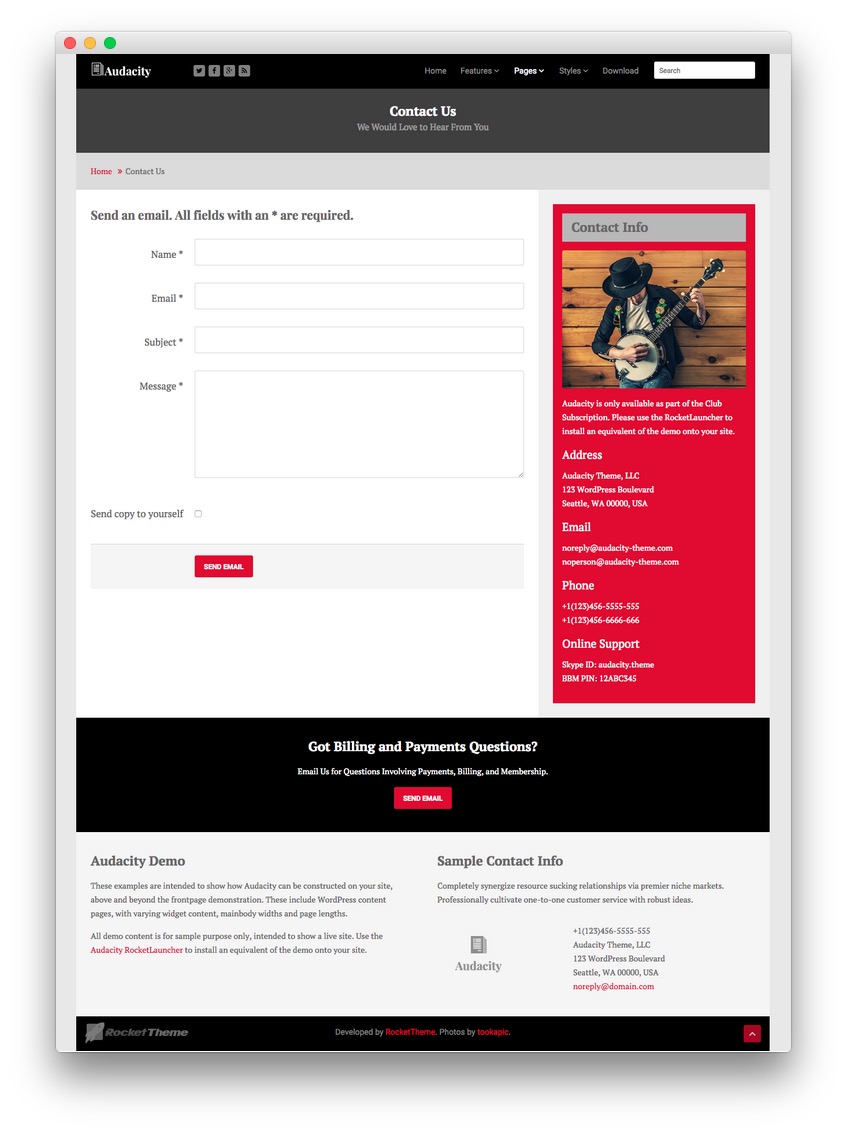 Audacity
Home Features Pages Styles Download Search
Contact Us
We Would Love to Hear From You
Home » Contact Us
Send an email. All fields with an * are required.
Name *
Email *
Subject *
Message *
Send copy to yourself
SEND EMAIL
Contact Info
Audacity is only available as part of the Club
Subscription. Please use the RocketLauncher to
install an equivalent of the demo onto your site.
Address
Audacity Theme, LLC
123 WordPress Boulevard
Seattle, WA 00000, USA
Email
noreply@audacity-theme.com
noperson@audacity-theme.com
Phone
+1(123)456-5555-555
+1(123)456-6666-666
Online Support
Skype ID: audacity.theme
BBM PIN: 12ABC345
Got Billing and Payments Questions?
Email Us for Questions Involving Payments, Billing, and Membership.
SEND EMAIL
Audacity Demo
These examples are intended to show how Audacity can be constructed on your site,
above and beyond the frontpage demonstration. These include WordPress content
pages, with varying widget content, mainbody widths and page lengths.
All demo content is for sample purpose only, intended to show a live site. Use the
Audacity RocketLauncher to install an equivalent of the demo onto your site.
Sample Contact Info
Completely synergize resource sucking relationships via premier niche markets.
Professionally cultivate one-to-one customer service with robust ideas.
Audacity
+1(123)456-5555-555
Audacity Theme, LLC
123 WordPress Boulevard
Seattle, WA 00000, USA
noreply@domain.com
RocketTheme
Developed by RocketTheme. Photos by tookapic.